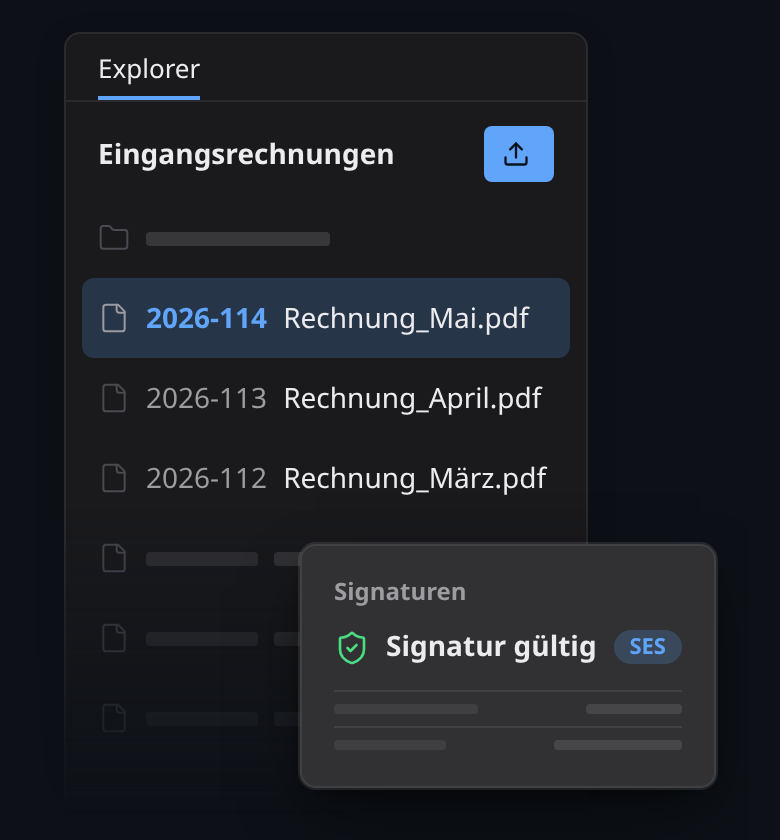 Explorer
Eingangsrechnungen
2026-114 Rechnung_Mai.pdf
2026-113 Rechnung_April.pdf
2026-112 Rechnung_März.pdf
Signaturen
Signatur gültig SES